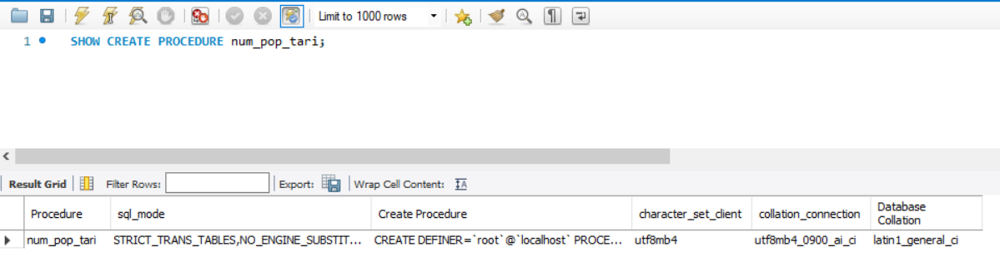 Limit to 1000 rows
1 SHOW CREATE PROCEDURE num_pop_tari;
Result Grid Filter Rows: Export: Wrap Cell Content: IA
Procedure sql_mode Create Procedure character_set_client collation_connection Database Collation
num_pop_tari STRICT_TRANS_TABLES,NO_ENGINE_SUBSTIT... CREATE DEFINER=`root`@`localhost` PROCE... utf8mb4 utf8mb4_0900_ai_ci latin1_general_ci